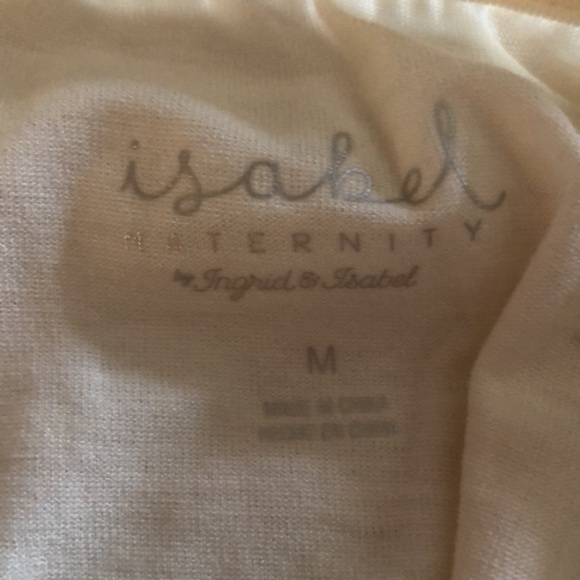 isabel
MATERNITY
by Ingrid & Isabel
M
MADE IN CHINA
HECHO EN CHINA